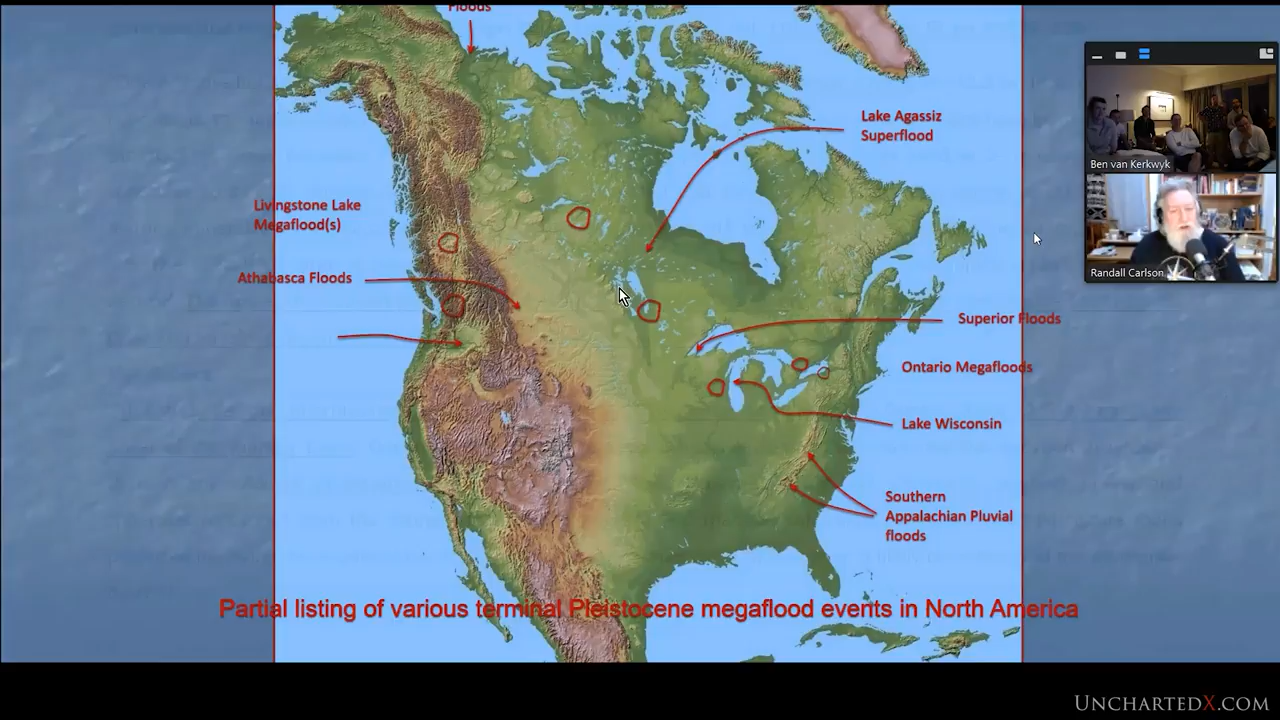 Floods
Lake Agassiz
Superflood
Ben van Kerkwyk
Livingstone Lake
Megaflood(s)
Randall Carlson
Athabasca Floods
Superior Floods
Ontario Megafloods
Lake Wisconsin
Southern
Appalachian Pluvial
floods
Partial listing of various terminal Pleistocene megaflood events in North America
UNCHARTEDX.COM